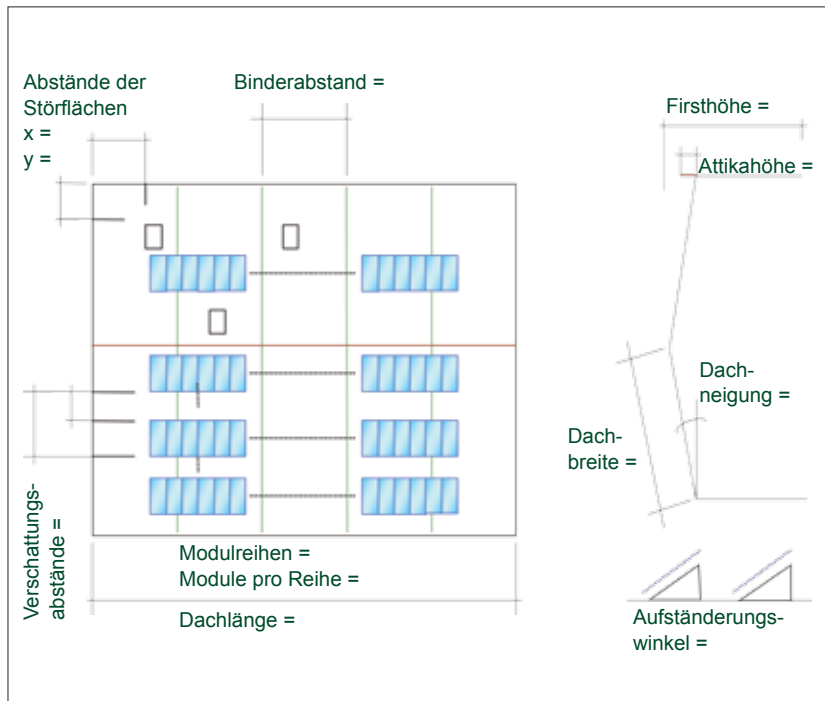 Abstände der
Störflächen
x =
y =
Binderabstand =
Firsthöhe =
Attikahöhe =
Dach-
neigung =
Dach-
breite =
Verschattungs-
abstände =
Modulreihen =
Module pro Reihe =
Dachlänge =
Aufständerungs-
winkel =